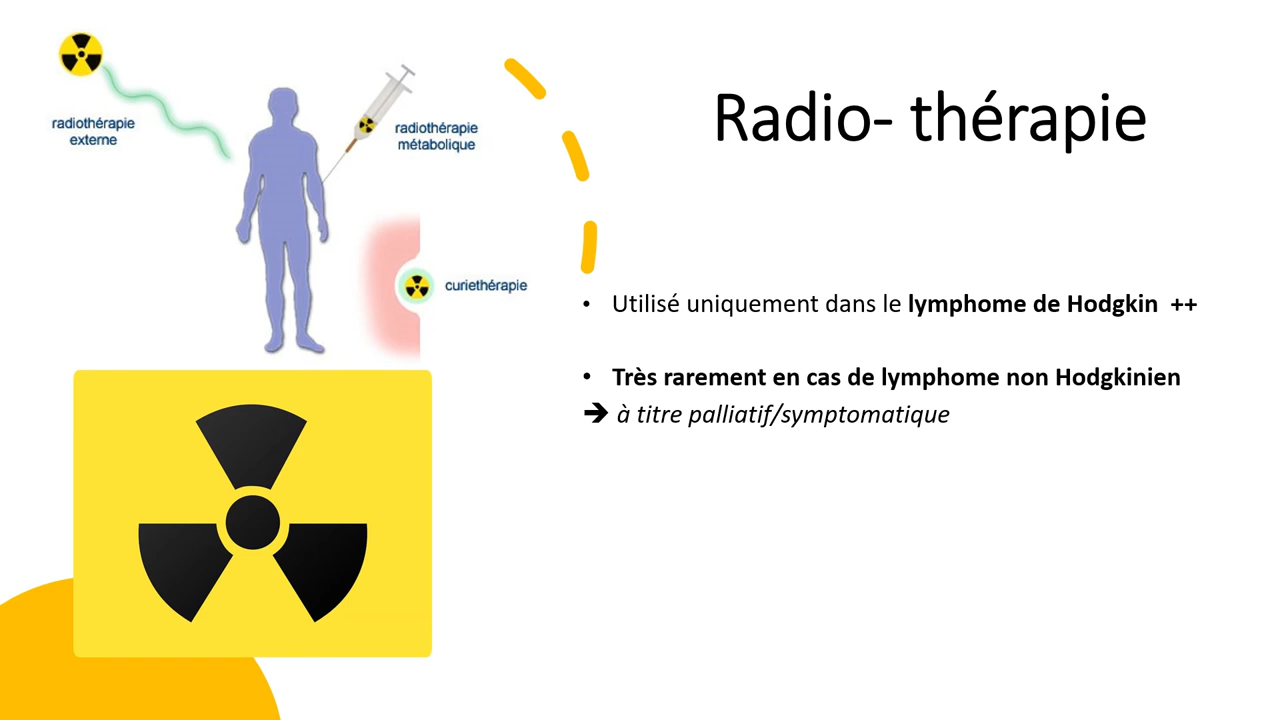 radiothérapie
externe
radiothérapie
métabolique
curiethérapie
Radio- thérapie
• Utilisé uniquement dans le lymphome de Hodgkin ++
• Très rarement en cas de lymphome non Hodgkinien
➔ à titre palliatif/symptomatique